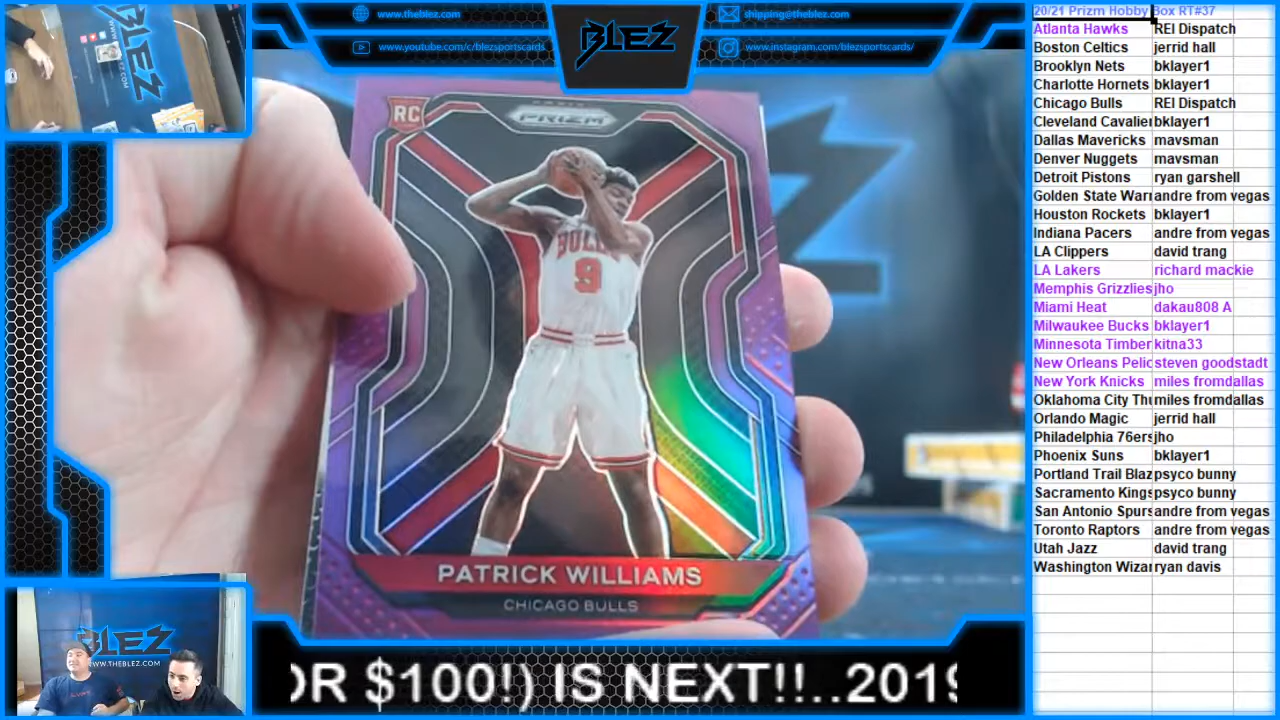 www.theblez.com
shipping@theblez.com
www.youtube.com/c/blezsportscards
www.instagram.com/blezsportscards/
BLEZ
20/21 Prizm Hobby Box RT#37
Atlanta Hawks REI Dispatch
Boston Celtics jerrid hall
Brooklyn Nets bklayer1
Charlotte Hornets bklayer1
Chicago Bulls REI Dispatch
Cleveland Cavalier bklayer1
Dallas Mavericks mavsman
Denver Nuggets mavsman
Detroit Pistons ryan garshell
Golden State Warr andre from vegas
Houston Rockets bklayer1
Indiana Pacers andre from vegas
LA Clippers david trang
LA Lakers richard mackie
Memphis Grizzlies jho
Miami Heat dakau808 A
Milwaukee Bucks bklayer1
Minnesota Timber kitna33
New Orleans Pelic steven goodstadt
New York Knicks miles fromdallas
Oklahoma City Thu miles fromdallas
Orlando Magic jerrid hall
Philadelphia 76ers jho
Phoenix Suns bklayer1
Portland Trail Blaz psyco bunny
Sacramento Kings psyco bunny
San Antonio Spurs andre from vegas
Toronto Raptors andre from vegas
Utah Jazz david trang
Washington Wizar ryan davis
RC
PANINI
PRIZM
BULLS
9
PATRICK WILLIAMS
CHICAGO BULLS
BLEZ
.COM
BLEZ
WWW.THEBLEZ.COM
OR $100!) IS NEXT!!..2019